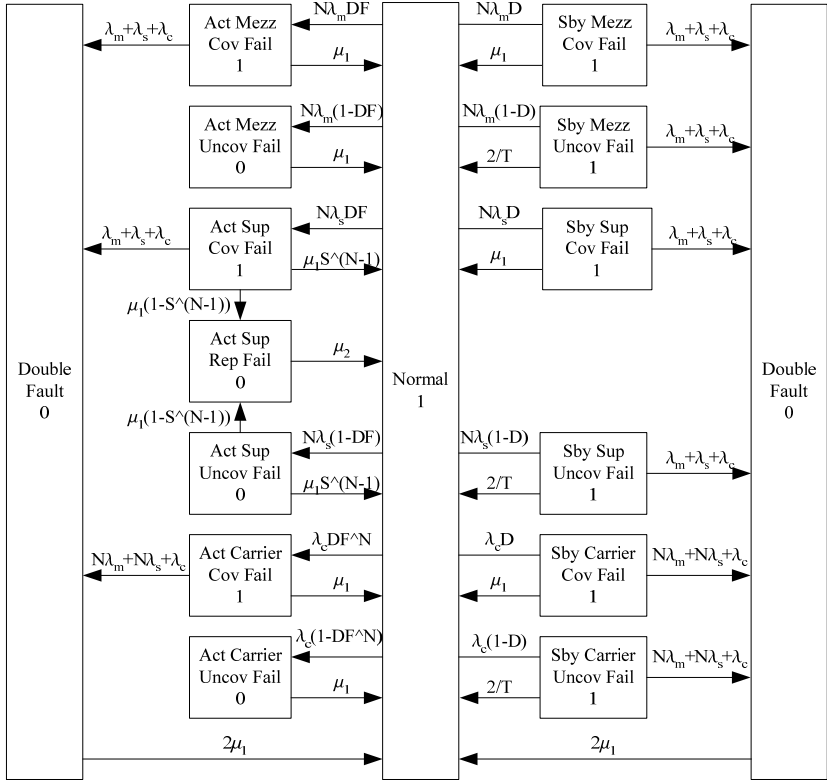 Act Mezz
Cov Fail
1
λm+λs+λc
NλmDF
μ1
NλmD
μ1
Sby Mezz
Cov Fail
1
λm+λs+λc
Act Mezz
Uncov Fail
0
Nλm(1-DF)
μ1
Nλm(1-D)
2/T
Sby Mezz
Uncov Fail
1
λm+λs+λc
Act Sup
Cov Fail
1
λm+λs+λc
NλsDF
μ1S^(N-1)
NλsD
μ1
Sby Sup
Cov Fail
1
λm+λs+λc
μ1(1-S^(N-1))
Act Sup
Rep Fail
0
μ2
Double
Fault
0
Normal
1
Double
Fault
0
μ1(1-S^(N-1))
Act Sup
Uncov Fail
0
Nλs(1-DF)
μ1S^(N-1)
Nλs(1-D)
2/T
Sby Sup
Uncov Fail
1
λm+λs+λc
Act Carrier
Cov Fail
1
Nλm+Nλs+λc
λcDF^N
μ1
λcD
μ1
Sby Carrier
Cov Fail
1
Nλm+Nλs+λc
Act Carrier
Uncov Fail
0
λc(1-DF^N)
μ1
λc(1-D)
2/T
Sby Carrier
Uncov Fail
1
Nλm+Nλs+λc
2μ1
2μ1